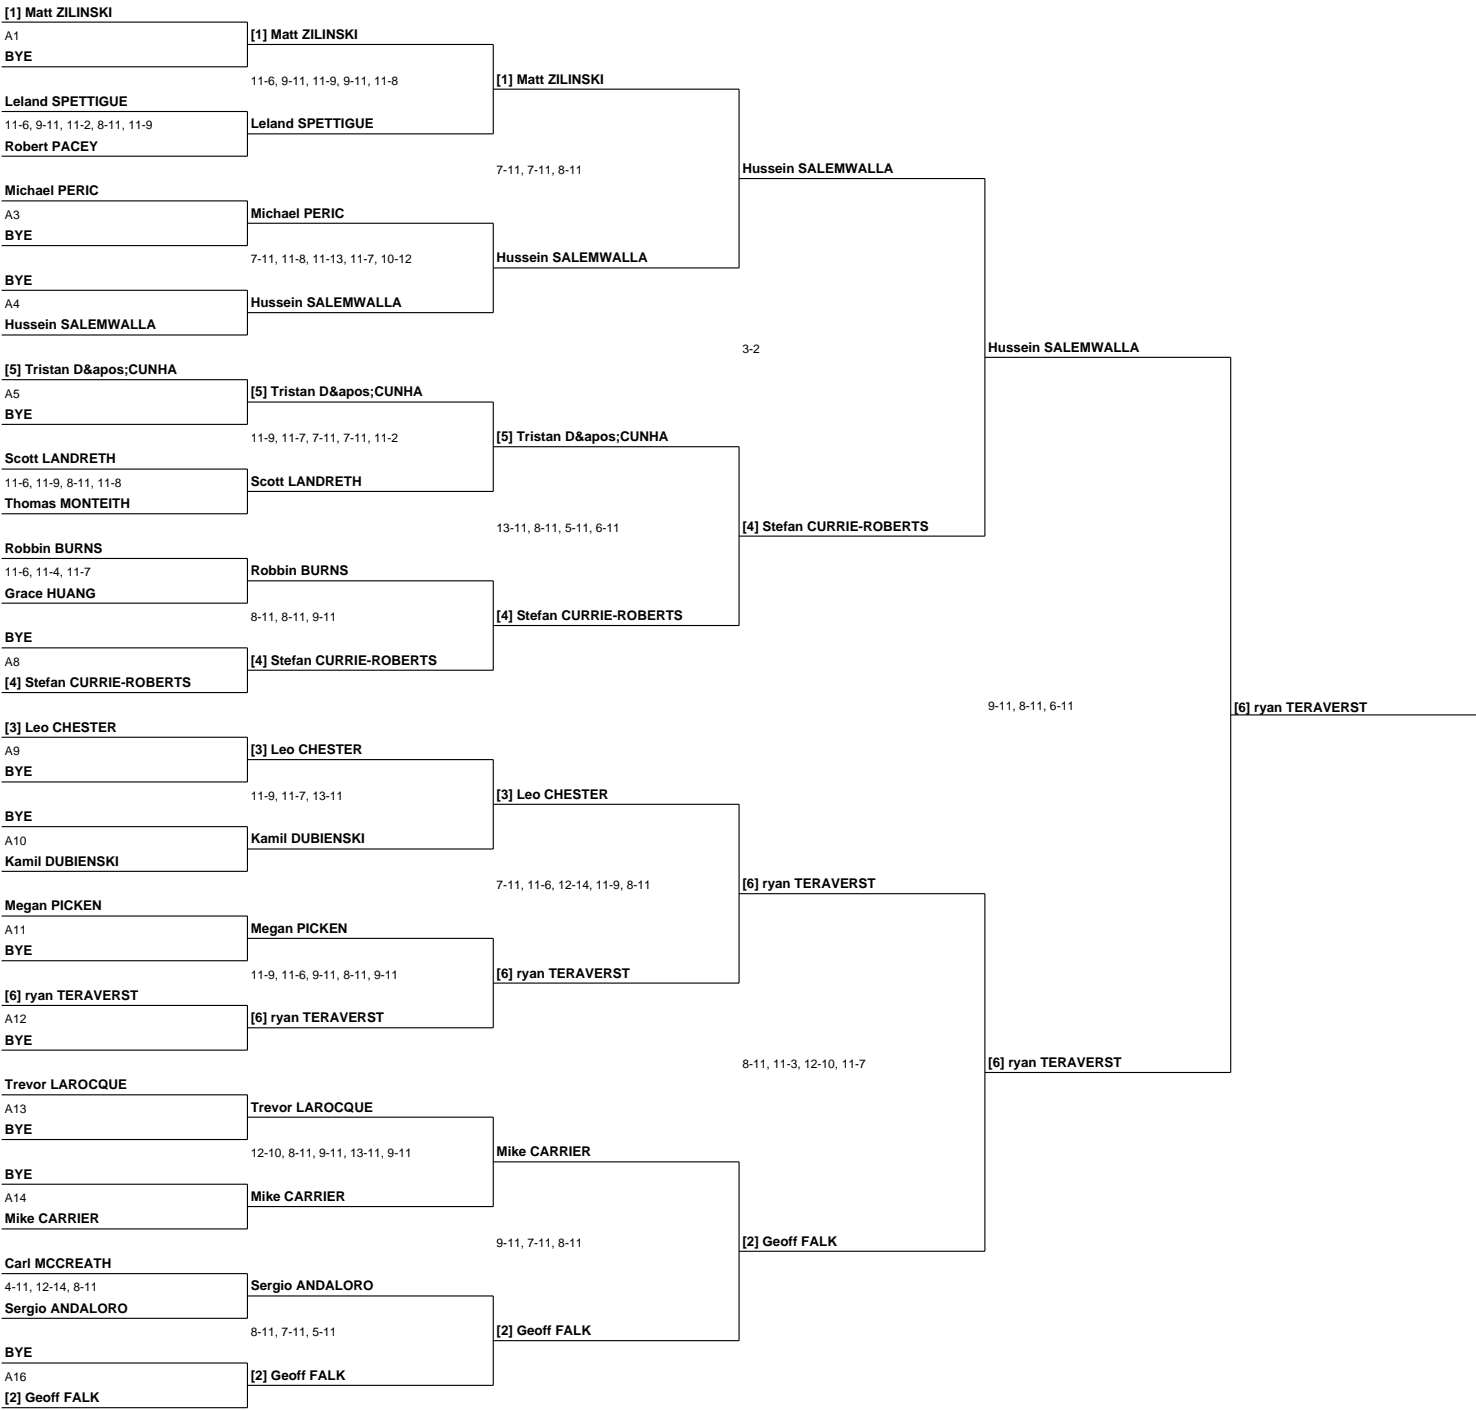 [1] Matt ZILINSKI
A1
BYE
Leland SPETTIGUE
11-6, 9-11, 11-2, 8-11, 11-9
Robert PACEY
Michael PERIC
A3
BYE
BYE
A4
Hussein SALEMWALLA
[5] Tristan D&apos;CUNHA
A5
BYE
Scott LANDRETH
11-6, 11-9, 8-11, 11-8
Thomas MONTEITH
Robbin BURNS
11-6, 11-4, 11-7
Grace HUANG
BYE
A8
[4] Stefan CURRIE-ROBERTS
[3] Leo CHESTER
A9
BYE
BYE
A10
Kamil DUBIENSKI
Megan PICKEN
A11
BYE
[6] ryan TERAVERST
A12
BYE
Trevor LAROCQUE
A13
BYE
BYE
A14
Mike CARRIER
Carl MCCREATH
4-11, 12-14, 8-11
Sergio ANDALORO
BYE
A16
[2] Geoff FALK
[1] Matt ZILINSKI
11-6, 9-11, 11-9, 9-11, 11-8
Leland SPETTIGUE
Michael PERIC
7-11, 11-8, 11-13, 11-7, 10-12
Hussein SALEMWALLA
[5] Tristan D&apos;CUNHA
11-9, 11-7, 7-11, 7-11, 11-2
Scott LANDRETH
Robbin BURNS
8-11, 8-11, 9-11
[4] Stefan CURRIE-ROBERTS
[3] Leo CHESTER
11-9, 11-7, 13-11
Kamil DUBIENSKI
Megan PICKEN
11-9, 11-6, 9-11, 8-11, 9-11
[6] ryan TERAVERST
Trevor LAROCQUE
12-10, 8-11, 9-11, 13-11, 9-11
Mike CARRIER
Sergio ANDALORO
8-11, 7-11, 5-11
[2] Geoff FALK
[1] Matt ZILINSKI
7-11, 7-11, 8-11
Hussein SALEMWALLA
[5] Tristan D&apos;CUNHA
13-11, 8-11, 5-11, 6-11
[4] Stefan CURRIE-ROBERTS
[3] Leo CHESTER
7-11, 11-6, 12-14, 11-9, 8-11
[6] ryan TERAVERST
Mike CARRIER
9-11, 7-11, 8-11
[2] Geoff FALK
Hussein SALEMWALLA
3-2
[4] Stefan CURRIE-ROBERTS
[6] ryan TERAVERST
8-11, 11-3, 12-10, 11-7
[2] Geoff FALK
Hussein SALEMWALLA
9-11, 8-11, 6-11
[6] ryan TERAVERST
[6] ryan TERAVERST